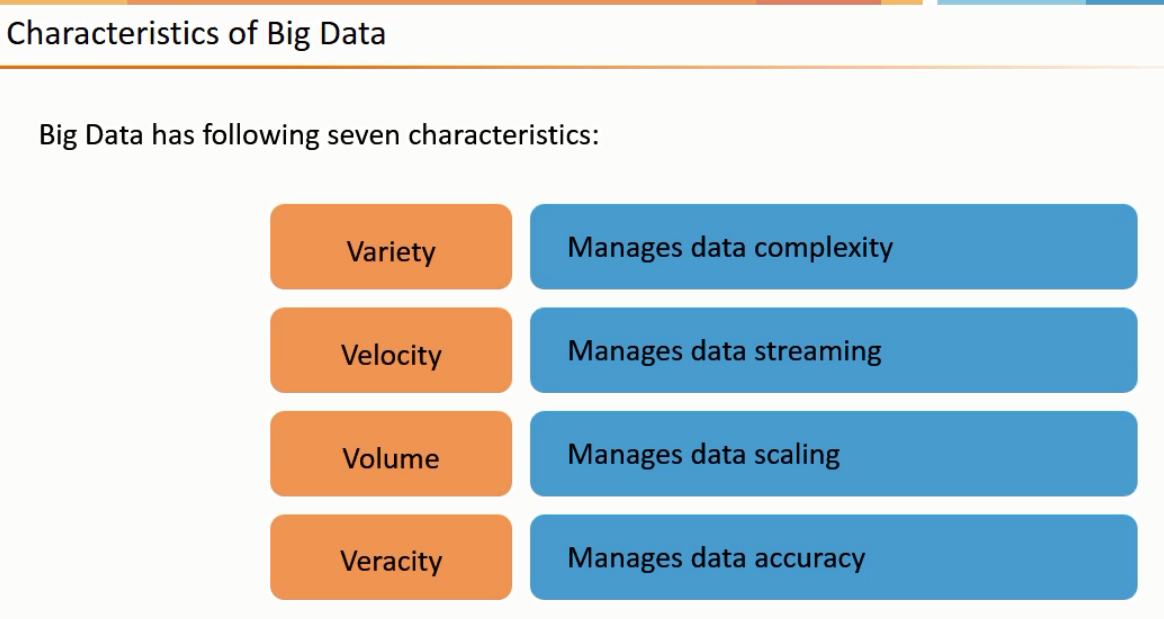 Characteristics of Big Data
Big Data has following seven characteristics:
Variety
Manages data complexity
Velocity
Manages data streaming
Volume
Manages data scaling
Veracity
Manages data accuracy